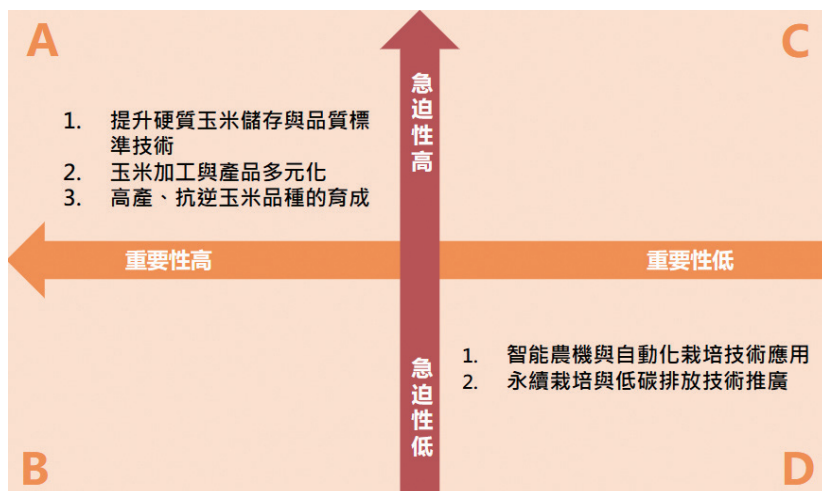 A
C
急迫性高
1. 提升硬質玉米儲存與品質標
準技術
2. 玉米加工與產品多元化
3. 高產、抗逆玉米品種的育成
重要性高
重要性低
急迫性低
1. 智能農機與自動化栽培技術應用
2. 永續栽培與低碳排放技術推廣
B
D